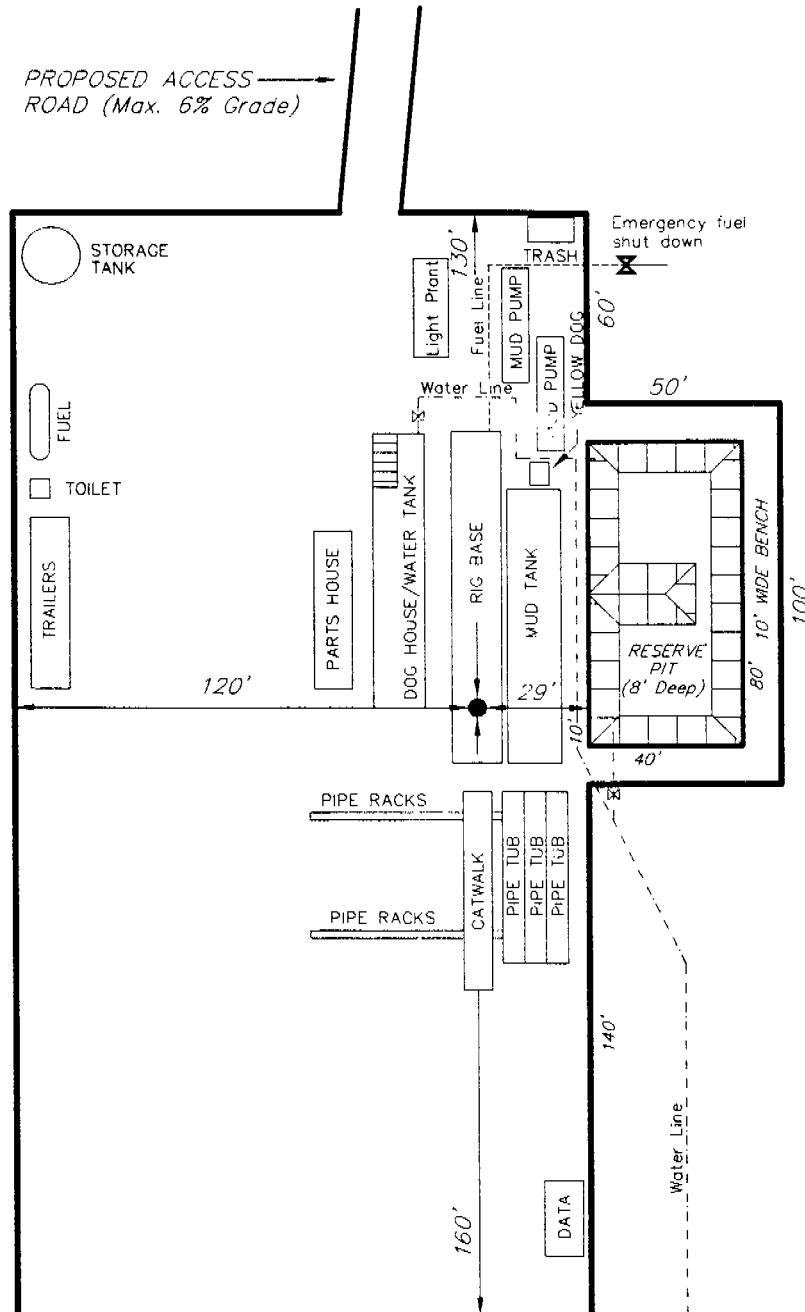 PROPOSED ACCESS
ROAD (Max. 6% Grade)
STORAGE
TANK
Light Plant
130'
Fuel Line
TRASH
Emergency fuel
shut down
MUD PUMP
60'
MUD PUMP
YELLOW DOG
Water Line
50'
FUEL
TOILET
TRAILERS
PARTS HOUSE
DOG HOUSE/WATER TANK
RIG BASE
MUD TANK
RESERVE
PIT
(8' Deep)
80'
10' WIDE BENCH
100'
120'
29'
10'
40'
PIPE RACKS
CATWALK
PIPE TUB
PIPE TUB
PIPE TUB
PIPE RACKS
140'
Water Line
160'
DATA